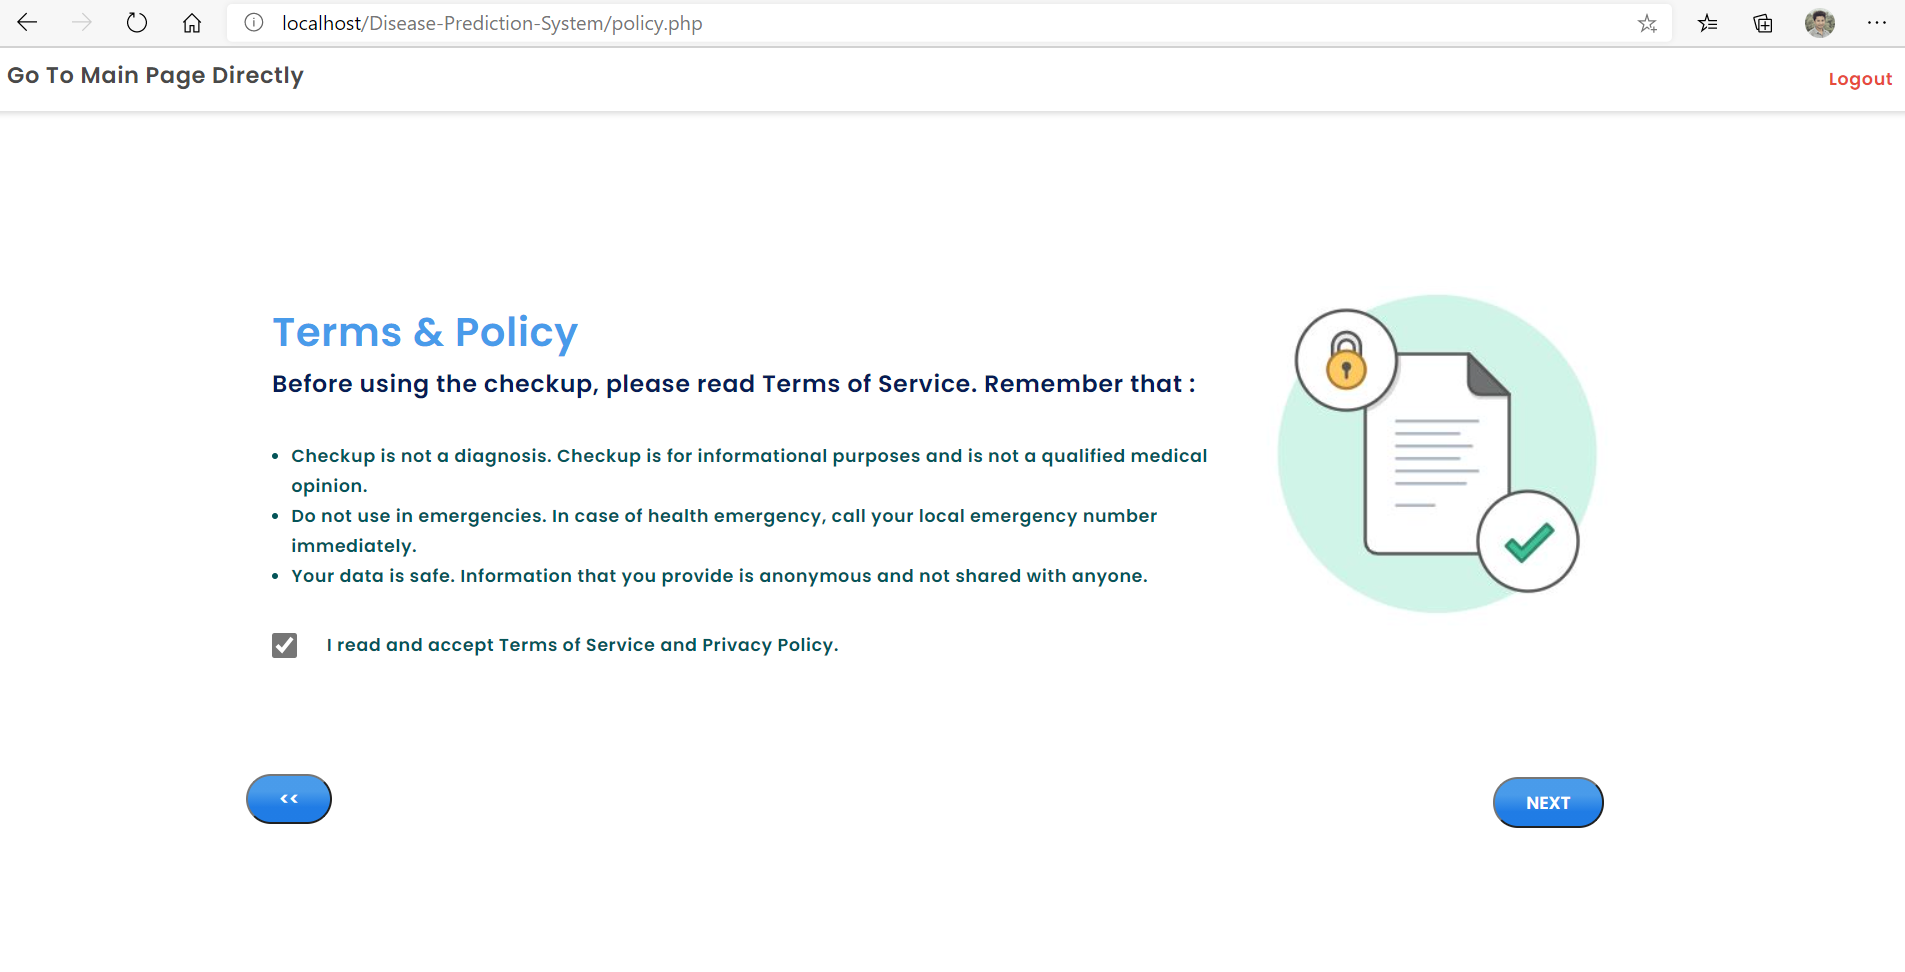 localhost/Disease-Prediction-System/policy.php
Go To Main Page Directly
Logout
Terms & Policy
Before using the checkup, please read Terms of Service. Remember that :
• Checkup is not a diagnosis. Checkup is for informational purposes and is not a qualified medical
opinion.
• Do not use in emergencies. In case of health emergency, call your local emergency number
immediately.
• Your data is safe. Information that you provide is anonymous and not shared with anyone.
I read and accept Terms of Service and Privacy Policy.
<<
NEXT